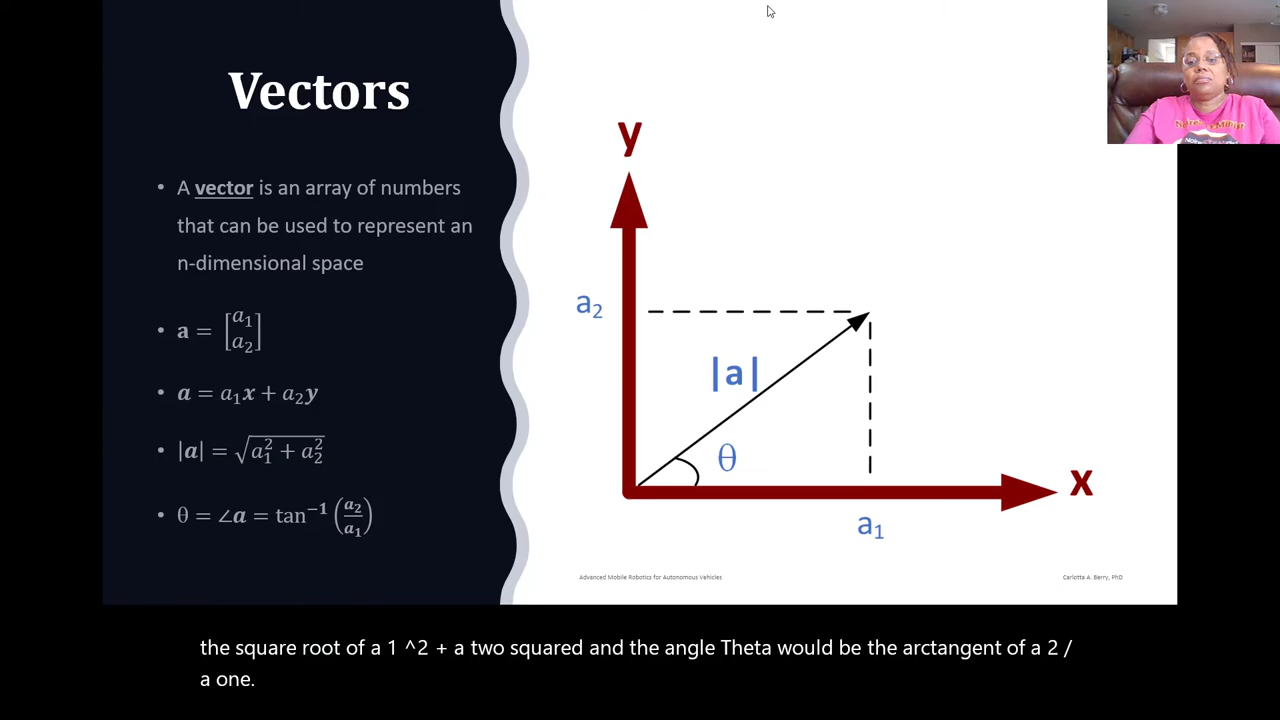 Vectors
• A vector is an array of numbers
that can be used to represent an
n-dimensional space
• a = [a₁ a₂]
• a = a₁x + a₂y
• |a| = √(a₁² + a₂²)
• θ = ∠a = tan⁻¹ (a₂/a₁)
y
a₂
|a|
θ
x
a₁
Advanced Mobile Robotics for Autonomous Vehicles
Carlotta A. Berry, PhD
the square root of a 1 ^2 + a two squared and the angle Theta would be the arctangent of a 2 /
a one.